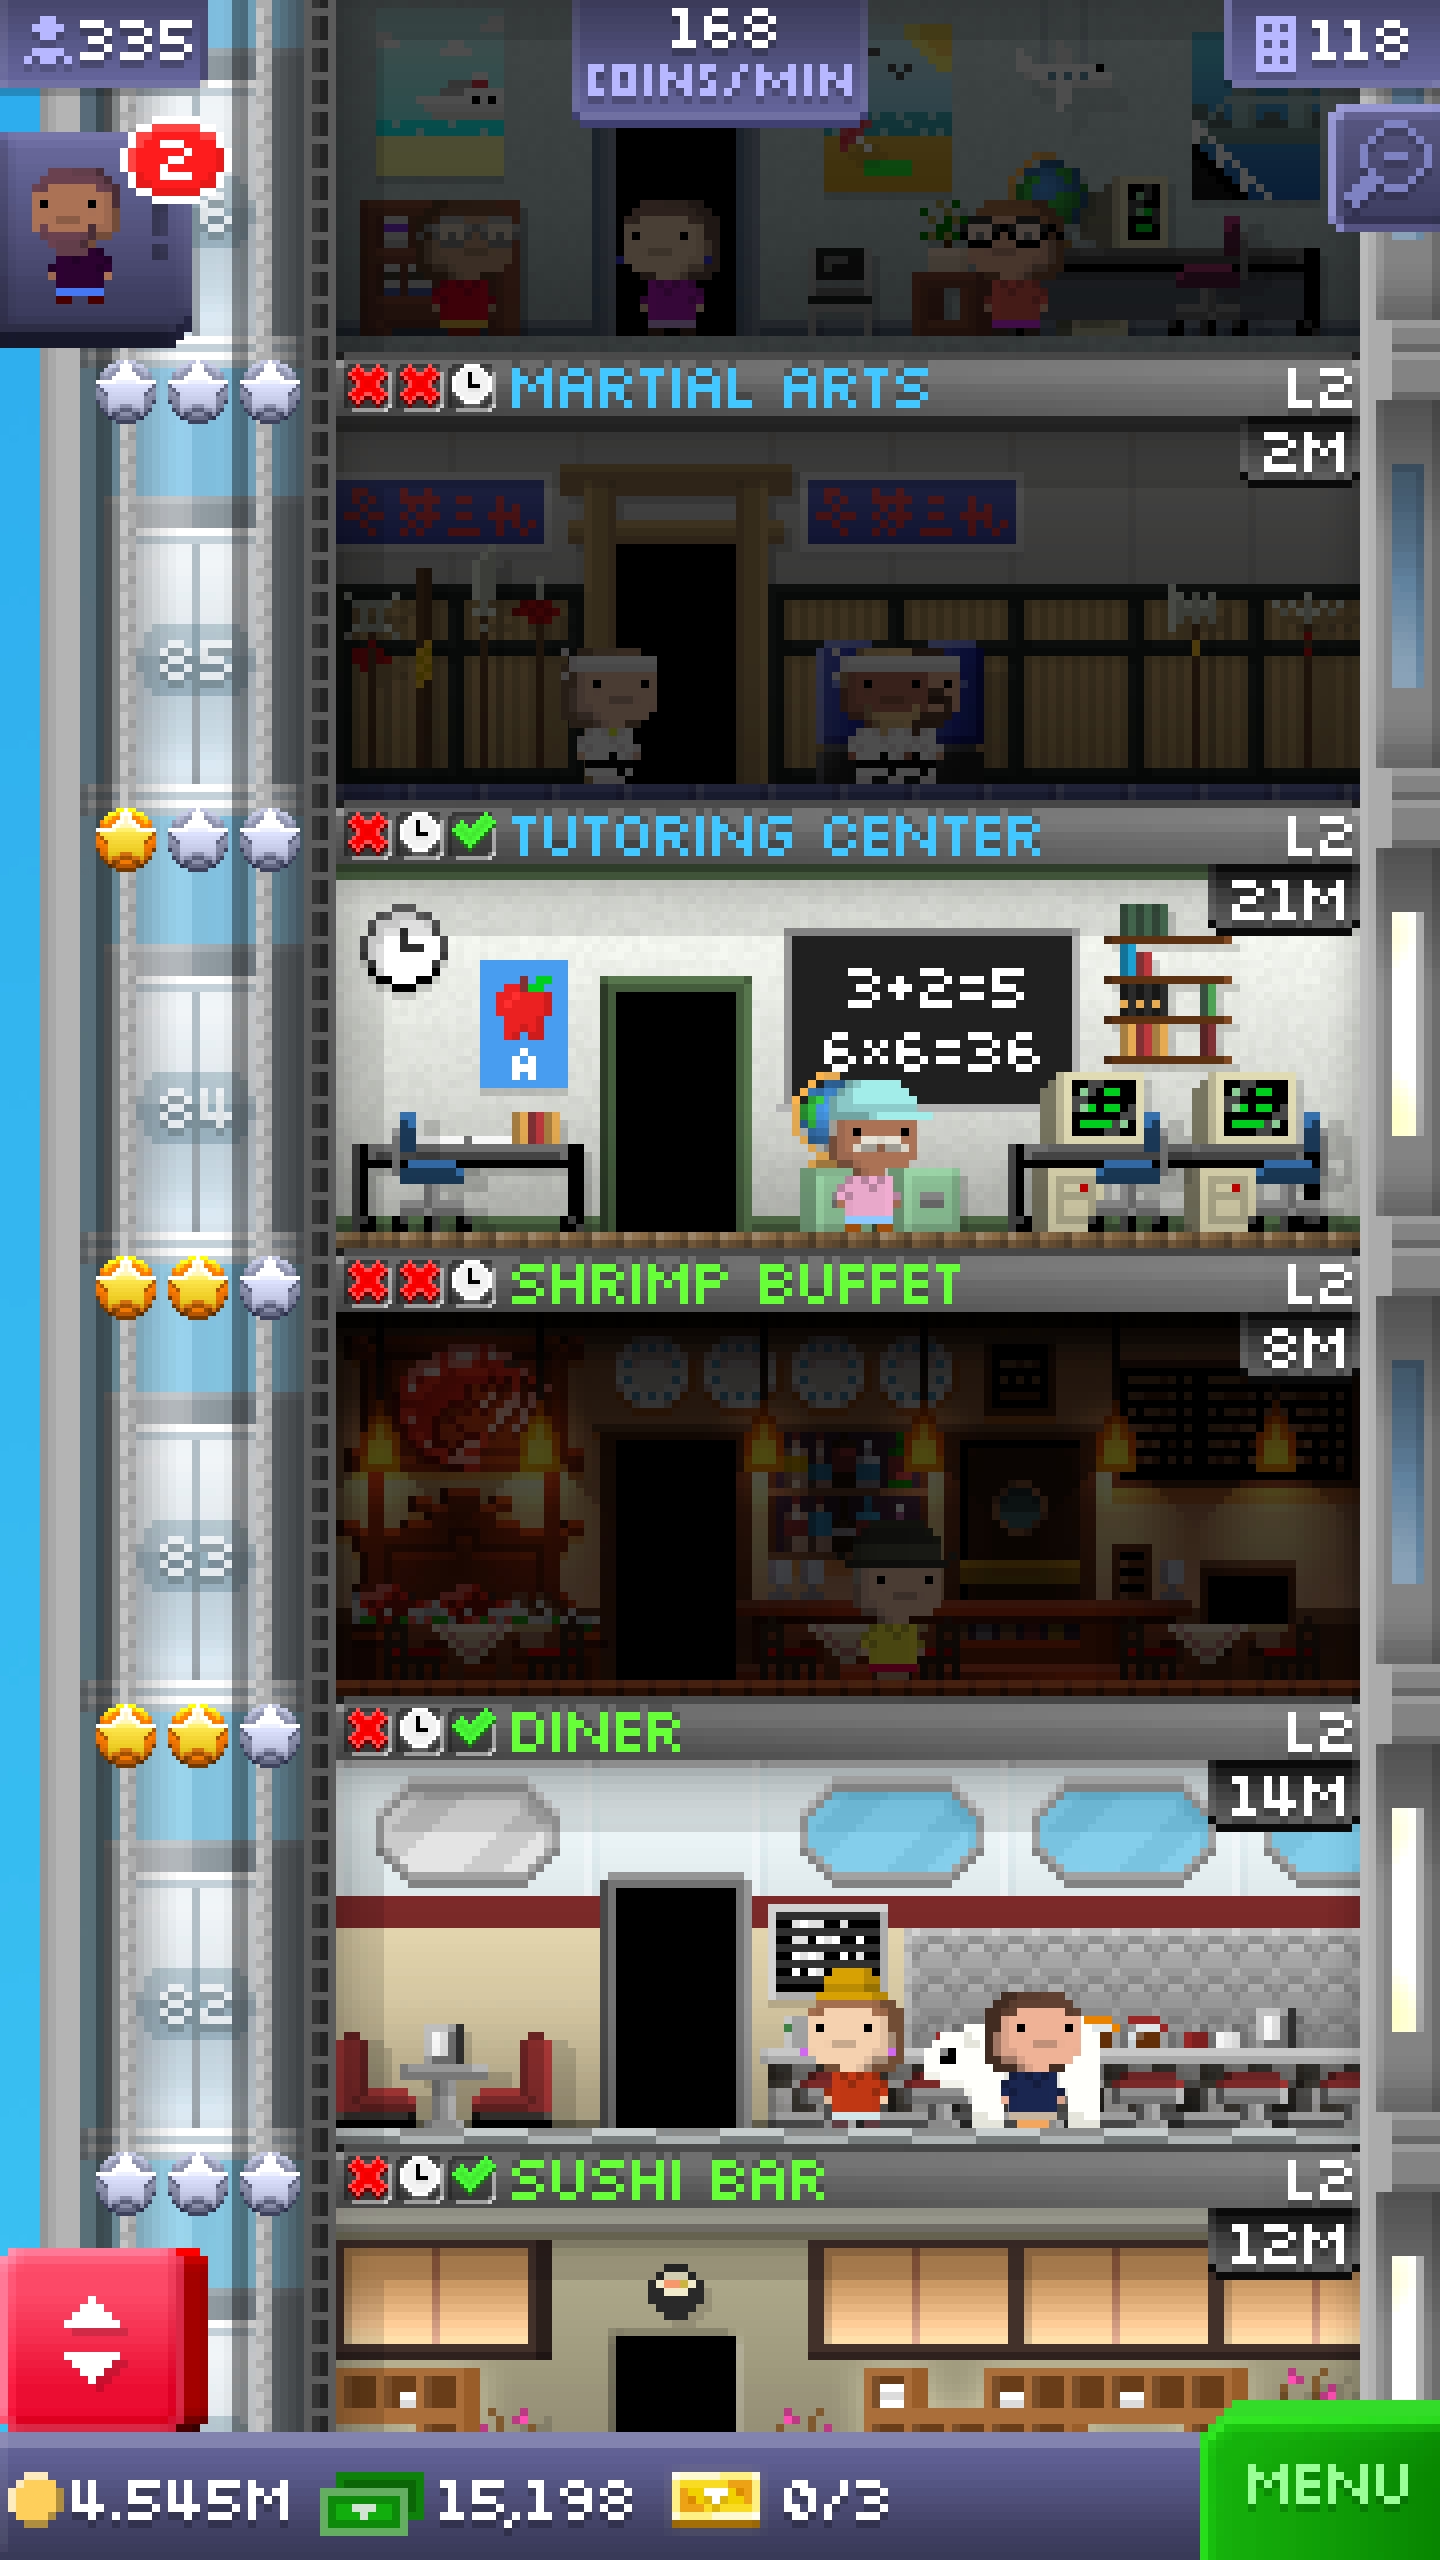 335
168
COINS/MIN
118
2
MARTIAL ARTS L2
2M
85
TUTORING CENTER L2
21M
3+2=5
6×6=36
A
84
SHRIMP BUFFET L2
8M
83
DINER L2
14M
82
SUSHI BAR L2
12M
4.545M 15,198 0/3
MENU